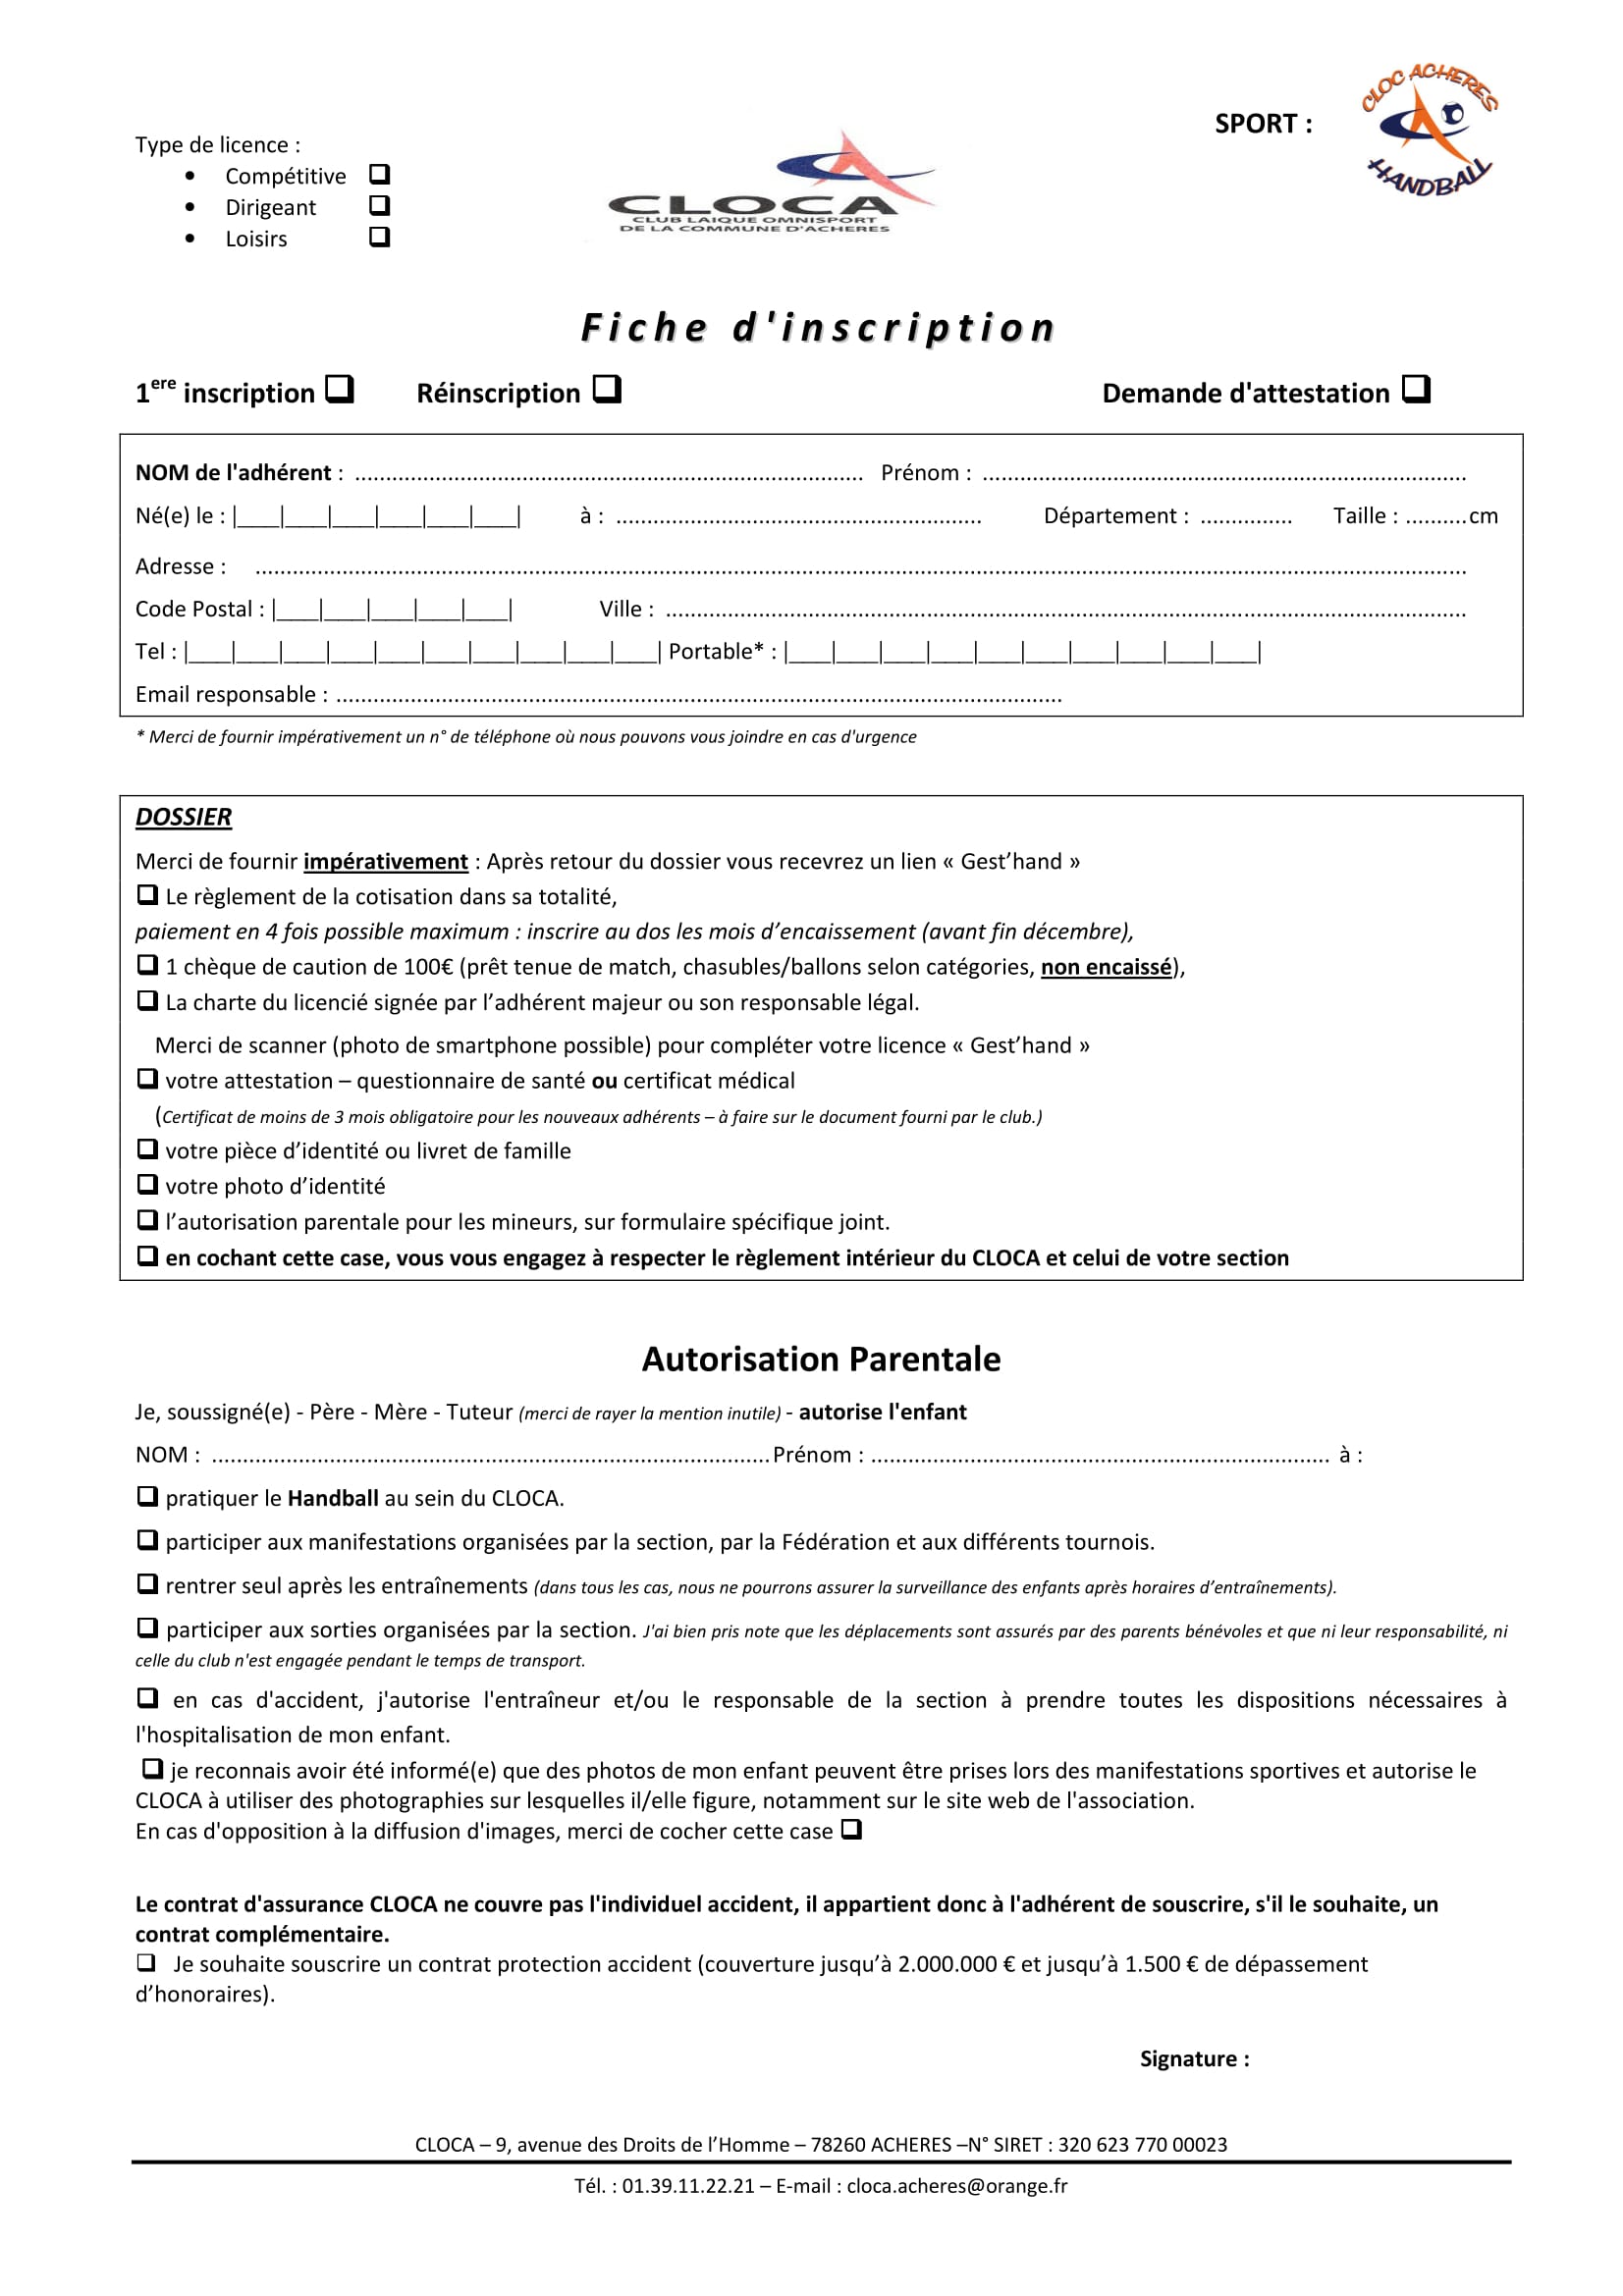 SPORT :
CLOC ACHERES
HANDBALL
Type de licence :
• Compétitive ❑
• Dirigeant ❑
• Loisirs ❑
CLOCA
CLUB LAIQUE OMNISPORT
DE LA COMMUNE D'ACHERES
Fiche d'inscription
1ere inscription ❑ Réinscription ❑ Demande d'attestation ❑
NOM de l'adhérent : .................................................................................. Prénom : ..............................................................................
Né(e) le : |___|___|___|___|___|___| à : ........................................................... Département : ............... Taille : ..........cm
Adresse : ....................................................................................................................................................................................................
Code Postal : |___|___|___|___|___| Ville : .................................................................................................................................
Tel : |___|___|___|___|___|___|___|___|___|___| Portable* : |___|___|___|___|___|___|___|___|___|___|
Email responsable : .....................................................................................................................
* Merci de fournir impérativement un n° de téléphone où nous pouvons vous joindre en cas d'urgence
DOSSIER
Merci de fournir impérativement : Après retour du dossier vous recevrez un lien « Gest’hand »
❑ Le règlement de la cotisation dans sa totalité,
paiement en 4 fois possible maximum : inscrire au dos les mois d’encaissement (avant fin décembre),
❑ 1 chèque de caution de 100€ (prêt tenue de match, chasubles/ballons selon catégories, non encaissé),
❑ La charte du licencié signée par l’adhérent majeur ou son responsable légal.
Merci de scanner (photo de smartphone possible) pour compléter votre licence « Gest’hand »
❑ votre attestation – questionnaire de santé ou certificat médical
(Certificat de moins de 3 mois obligatoire pour les nouveaux adhérents – à faire sur le document fourni par le club.)
❑ votre pièce d’identité ou livret de famille
❑ votre photo d’identité
❑ l’autorisation parentale pour les mineurs, sur formulaire spécifique joint.
❑ en cochant cette case, vous vous engagez à respecter le règlement intérieur du CLOCA et celui de votre section
Autorisation Parentale
Je, soussigné(e) - Père - Mère - Tuteur (merci de rayer la mention inutile) - autorise l'enfant
NOM : ..........................................................................................Prénom : .......................................................................... à :
❑ pratiquer le Handball au sein du CLOCA.
❑ participer aux manifestations organisées par la section, par la Fédération et aux différents tournois.
❑ rentrer seul après les entraînements (dans tous les cas, nous ne pourrons assurer la surveillance des enfants après horaires d’entraînements).
❑ participer aux sorties organisées par la section. J'ai bien pris note que les déplacements sont assurés par des parents bénévoles et que ni leur responsabilité, ni
celle du club n'est engagée pendant le temps de transport.
❑ en cas d'accident, j'autorise l'entraîneur et/ou le responsable de la section à prendre toutes les dispositions nécessaires à
l'hospitalisation de mon enfant.
❑ je reconnais avoir été informé(e) que des photos de mon enfant peuvent être prises lors des manifestations sportives et autorise le
CLOCA à utiliser des photographies sur lesquelles il/elle figure, notamment sur le site web de l'association.
En cas d'opposition à la diffusion d'images, merci de cocher cette case ❑
Le contrat d'assurance CLOCA ne couvre pas l'individuel accident, il appartient donc à l'adhérent de souscrire, s'il le souhaite, un
contrat complémentaire.
❑ Je souhaite souscrire un contrat protection accident (couverture jusqu’à 2.000.000 € et jusqu’à 1.500 € de dépassement
d’honoraires).
Signature :
CLOCA – 9, avenue des Droits de l’Homme – 78260 ACHERES –N° SIRET : 320 623 770 00023
Tél. : 01.39.11.22.21 – E-mail : cloca.acheres@orange.fr